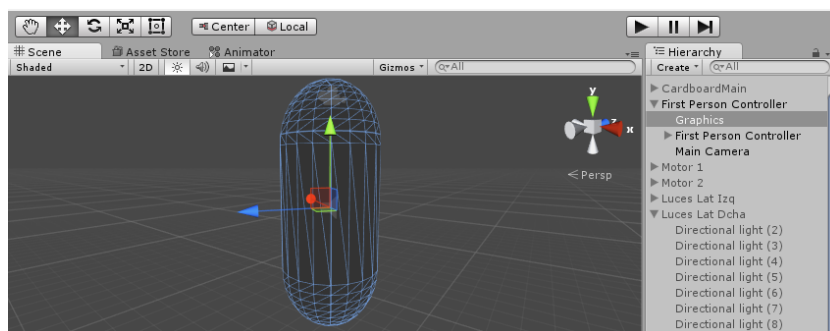 Center Local
# Scene Asset Store Animator
Shaded 2D Gizmos All
y
z
x
Persp
Hierarchy
Create All
CardboardMain
First Person Controller
Graphics
First Person Controller
Main Camera
Motor 1
Motor 2
Luces Lat Izq
Luces Lat Dcha
Directional light (2)
Directional light (3)
Directional light (4)
Directional light (5)
Directional light (6)
Directional light (7)
Directional light (8)